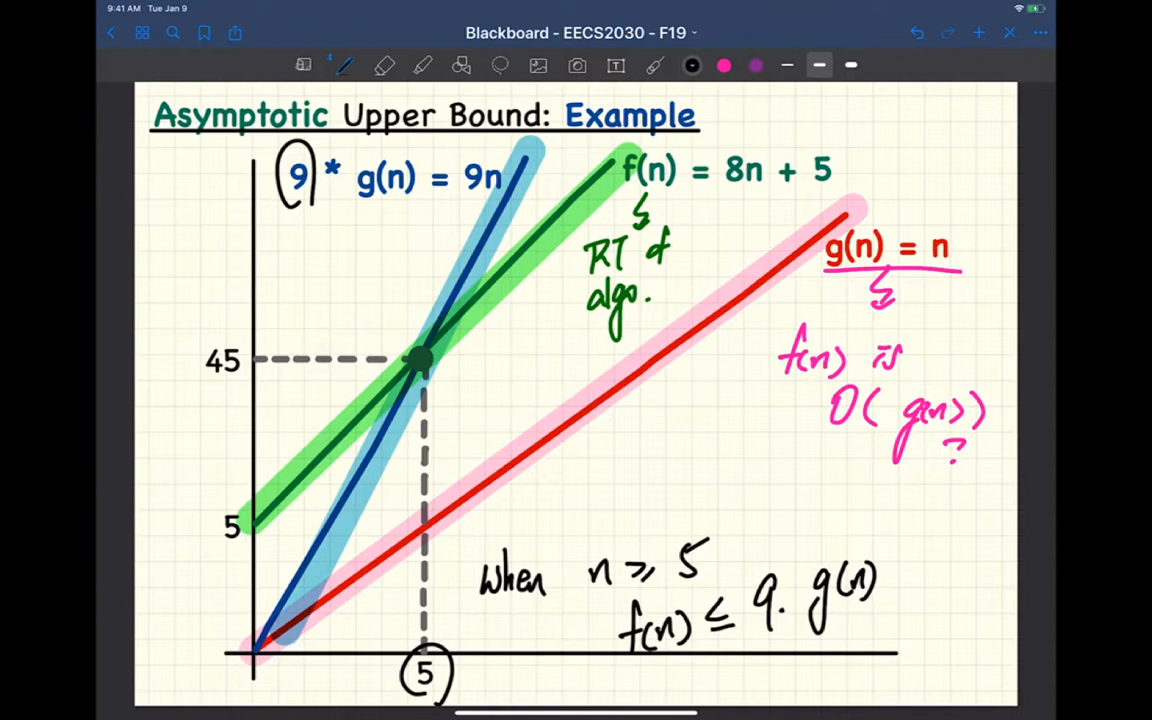 9:41 AM Tue Jan 9
Blackboard - EECS2030 - F19
Asymptotic Upper Bound: Example
9 * g(n) = 9n
f(n) = 8n + 5
RT of
algo.
g(n) = n
f(n) is
O( g(n))
?
45
5
When n ≥ 5
f(n) ≤ 9. g(n)
5